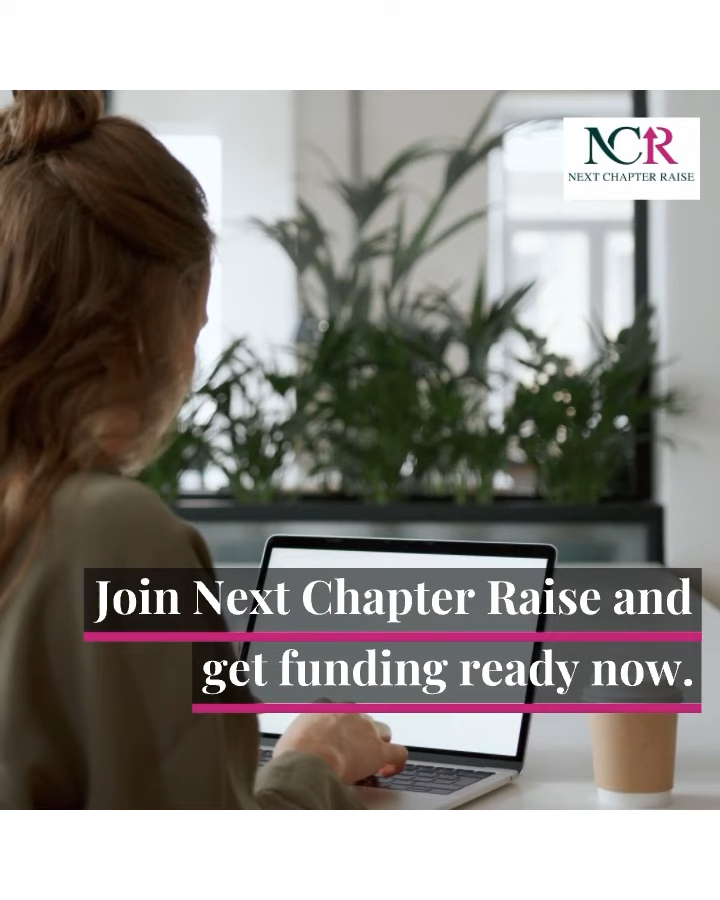 NCR
NEXT CHAPTER RAISE
Join Next Chapter Raise and
get funding ready now.